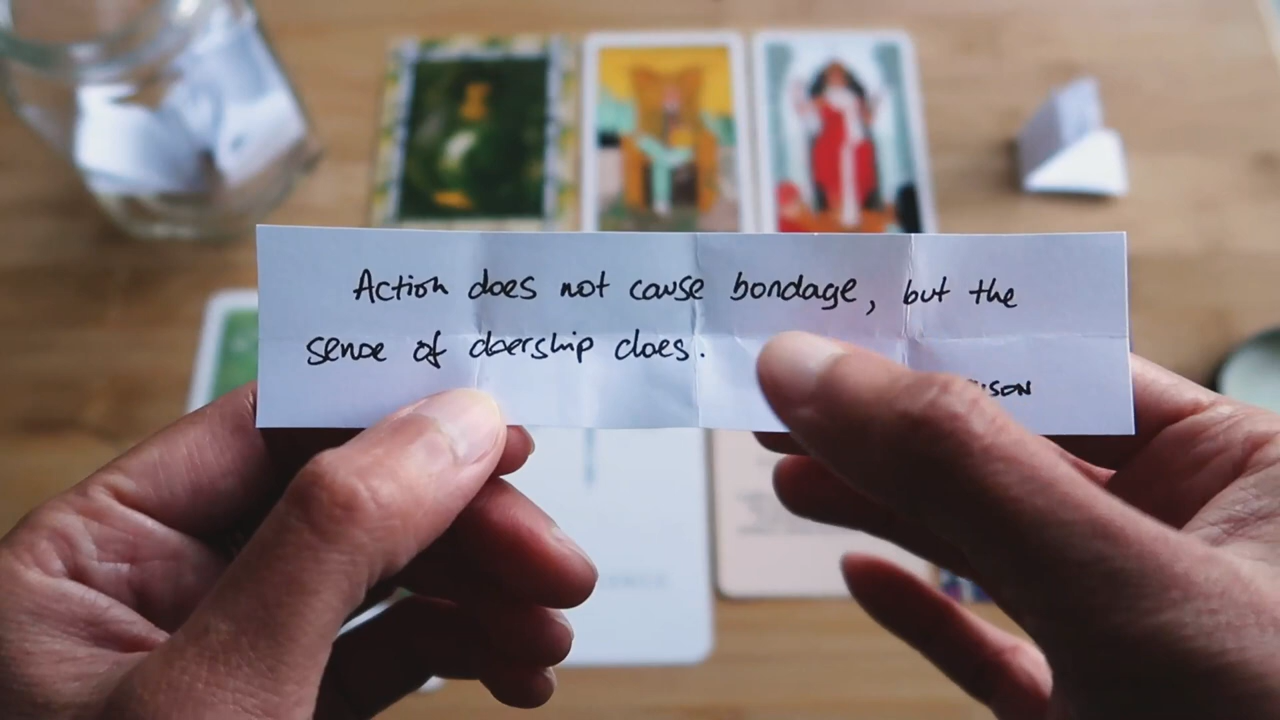 Action does not cause bondage, but the
sense of doership does.